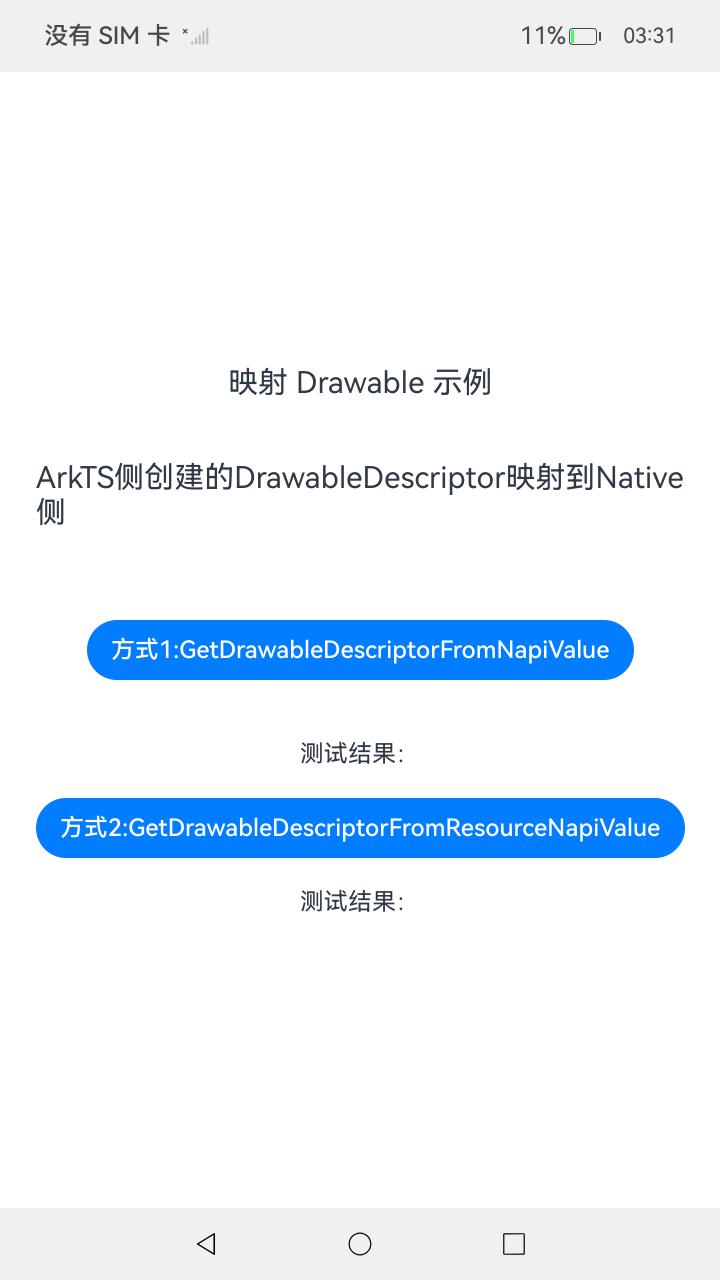 没有 SIM 卡 11% 03:31
映射 Drawable 示例
ArkTS侧创建的DrawableDescriptor映射到Native
侧
方式1:GetDrawableDescriptorFromNapiValue
测试结果：
方式2:GetDrawableDescriptorFromResourceNapiValue
测试结果：